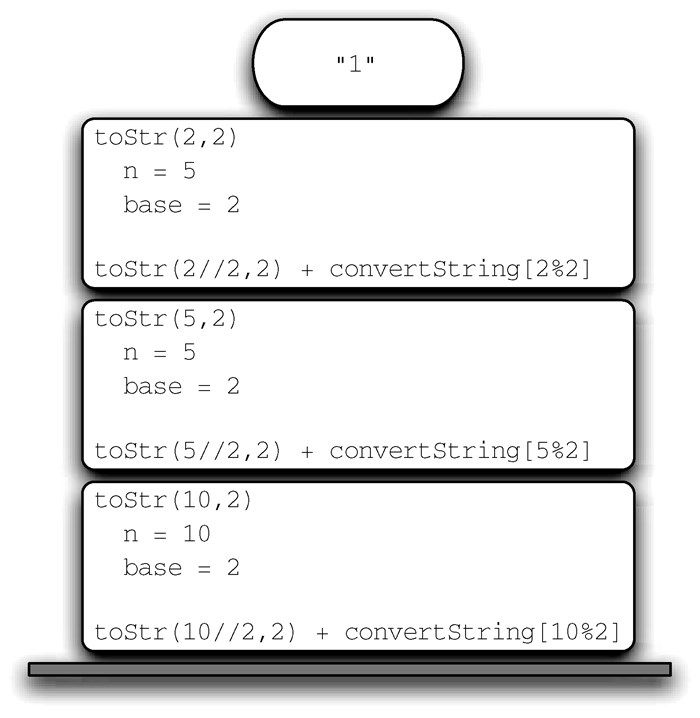 "1"
toStr(2,2)
n = 5
base = 2
toStr(2//2,2) + convertString[2%2]
toStr(5,2)
n = 5
base = 2
toStr(5//2,2) + convertString[5%2]
toStr(10,2)
n = 10
base = 2
toStr(10//2,2) + convertString[10%2]